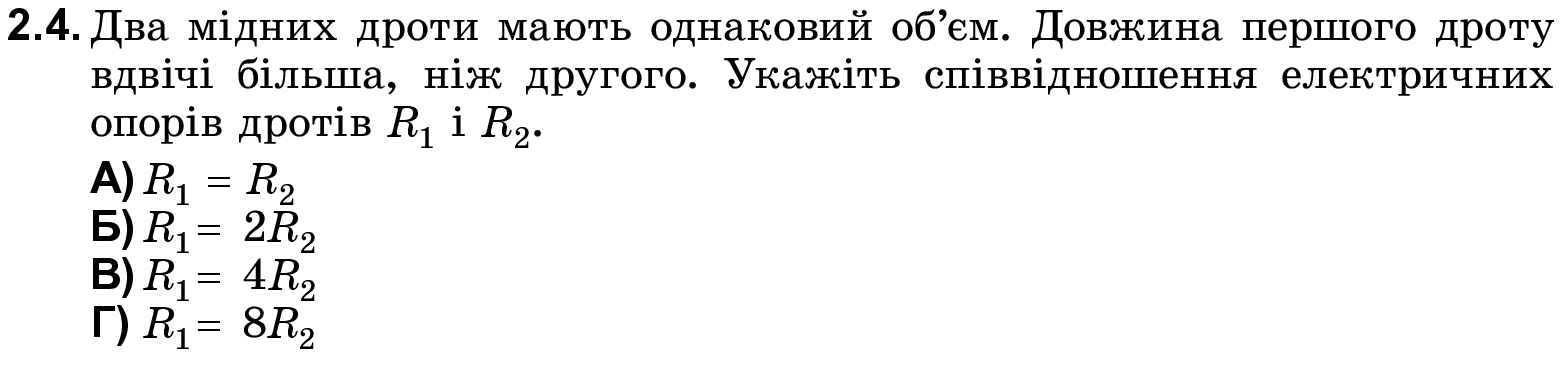 2.4. Два мідних дроти мають однаковий об’єм. Довжина першого дроту
вдвічі більша, ніж другого. Укажіть співвідношення електричних
опорів дротів R₁ і R₂.
А) R₁ = R₂
Б) R₁ = 2R₂
В) R₁ = 4R₂
Г) R₁ = 8R₂